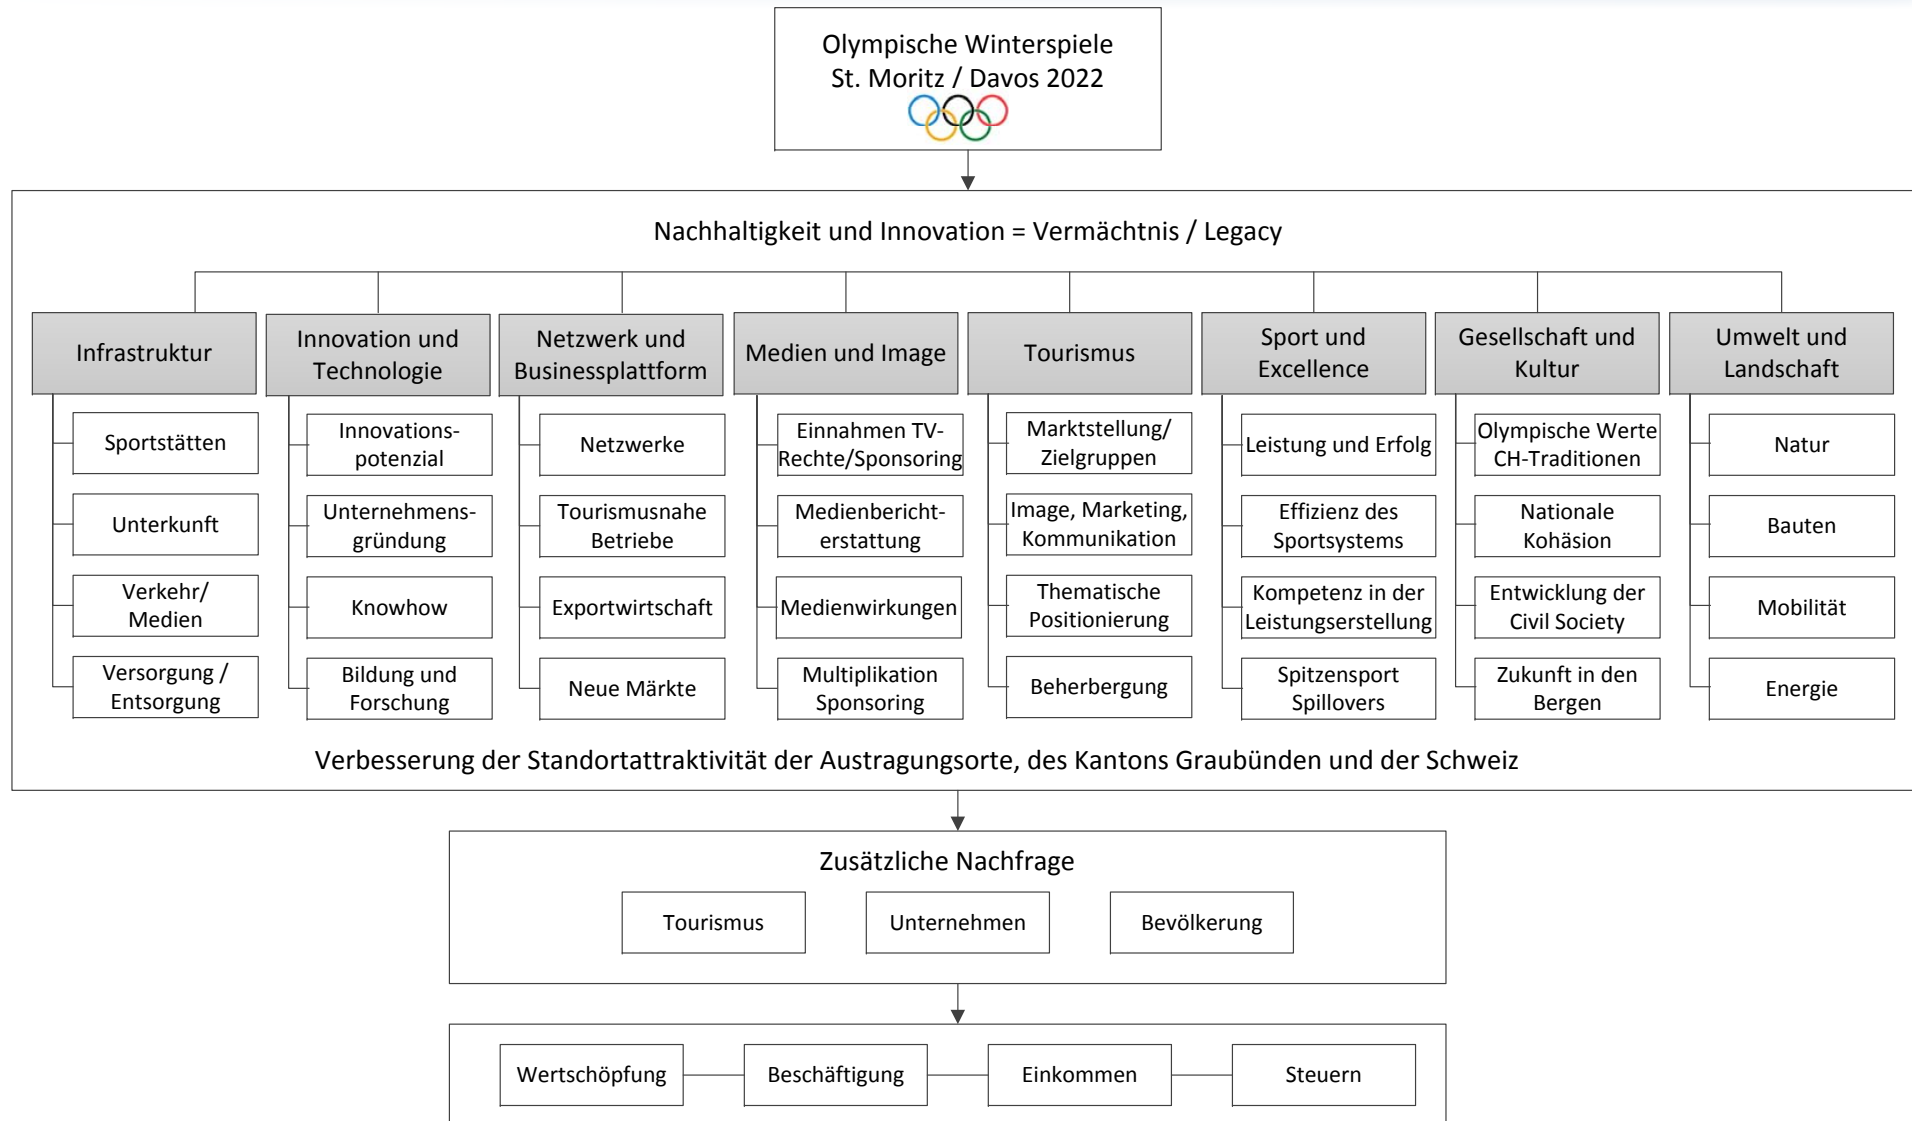 Olympische Winterspiele
St. Moritz / Davos 2022
Nachhaltigkeit und Innovation = Vermächtnis / Legacy
Infrastruktur
Sportstätten
Unterkunft
Verkehr/
Medien
Versorgung /
Entsorgung
Innovation und
Technologie
Innovations-
potenzial
Unternehmens-
gründung
Knowhow
Bildung und
Forschung
Netzwerk und
Businessplattform
Netzwerke
Tourismusnahe
Betriebe
Exportwirtschaft
Neue Märkte
Medien und Image
Einnahmen TV-
Rechte/Sponsoring
Medienbericht-
erstattung
Medienwirkungen
Multiplikation
Sponsoring
Tourismus
Marktstellung/
Zielgruppen
Image, Marketing,
Kommunikation
Thematische
Positionierung
Beherbergung
Sport und
Excellence
Leistung und Erfolg
Effizienz des
Sportsystems
Kompetenz in der
Leistungserstellung
Spitzensport
Spillovers
Gesellschaft und
Kultur
Olympische Werte
CH-Traditionen
Nationale
Kohäsion
Entwicklung der
Civil Society
Zukunft in den
Bergen
Umwelt und
Landschaft
Natur
Bauten
Mobilität
Energie
Verbesserung der Standortattraktivität der Austragungsorte, des Kantons Graubünden und der Schweiz
Zusätzliche Nachfrage
Tourismus
Unternehmen
Bevölkerung
Wertschöpfung
Beschäftigung
Einkommen
Steuern